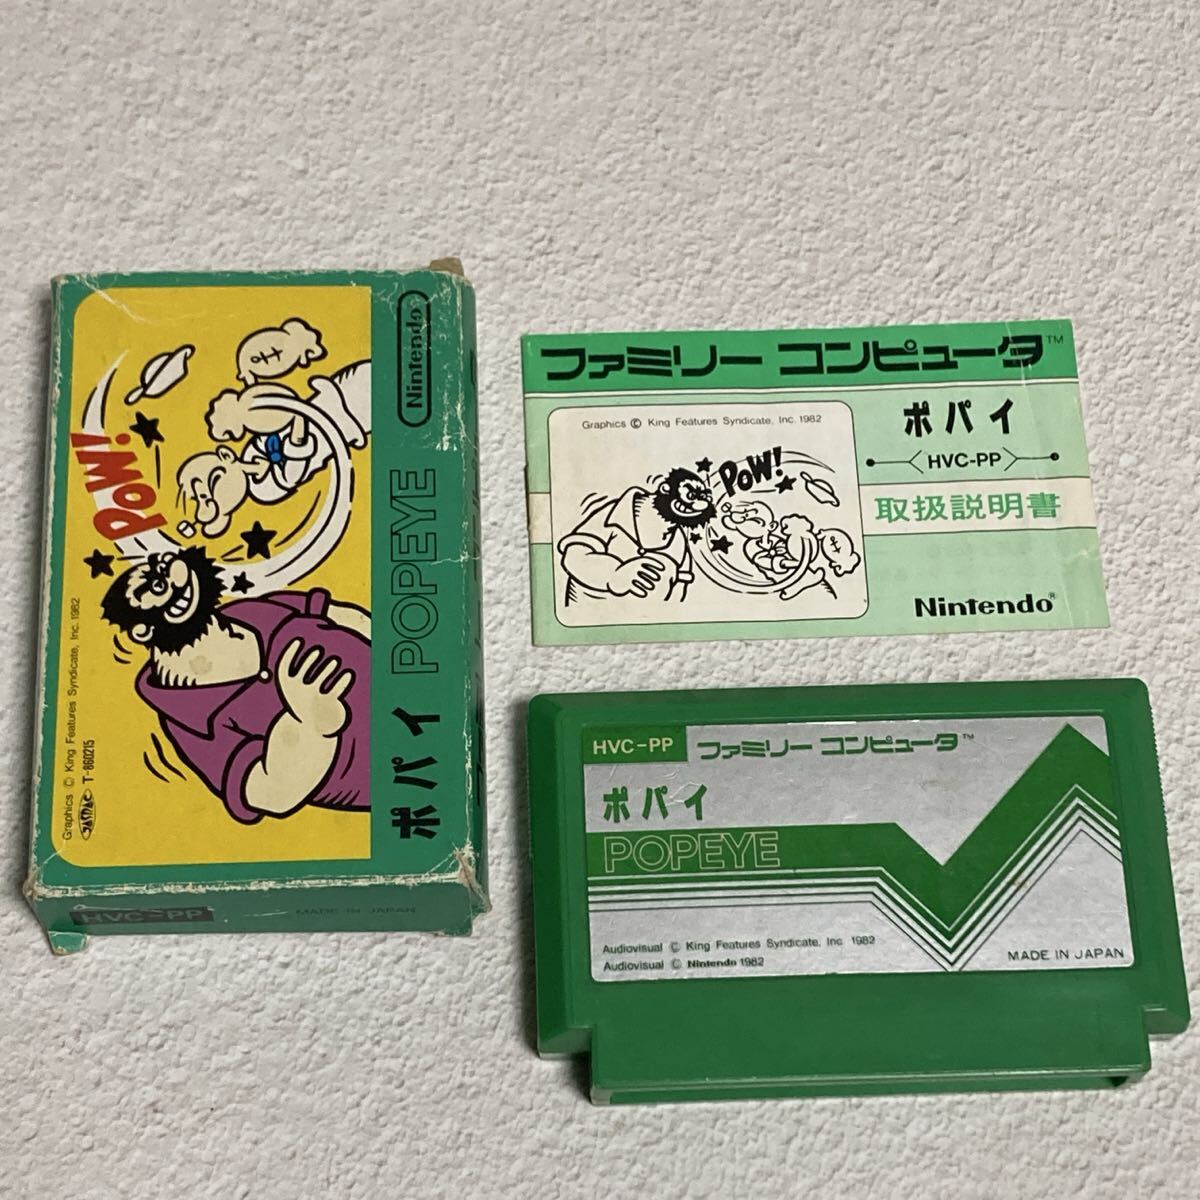 Nintendo
POW!
ポパイ POPEYE
Graphics © King Features Syndicate, Inc. 1982
JASRAC T-860215
HVC-PP
MADE IN JAPAN
ファミリー コンピュータ™
Graphics © King Features Syndicate, Inc. 1982
POW!
ポパイ
HVC-PP
取扱説明書
Nintendo®
HVC-PP ファミリー コンピュータ™
ポパイ
POPEYE
Audiovisual © King Features Syndicate, Inc 1982
Audiovisual © Nintendo 1982
MADE IN JAPAN